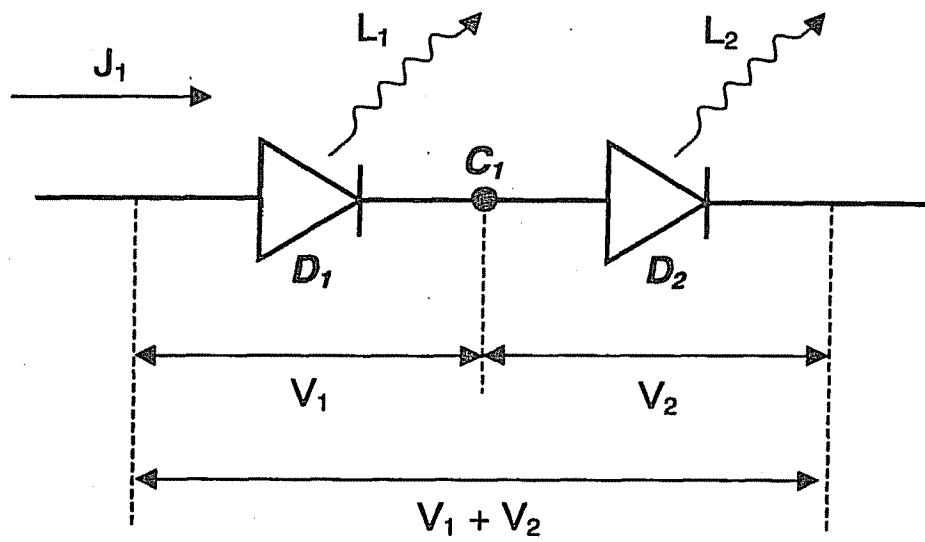 L₁ L₂
J₁
C₁
D₁ D₂
V₁ V₂
V₁ + V₂